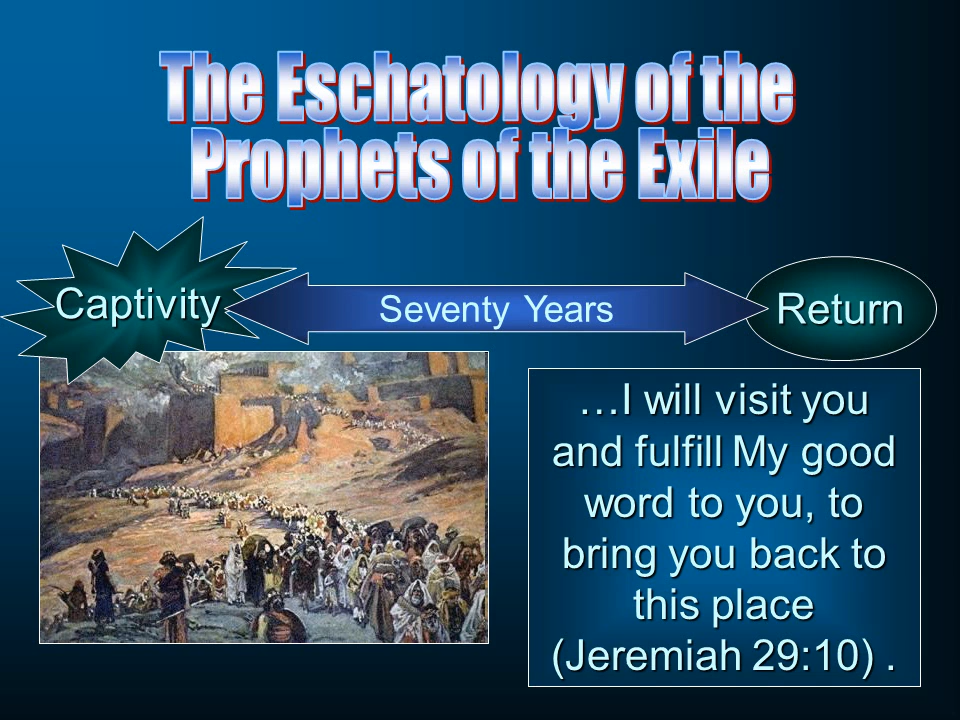 The Eschatology of the
Prophets of the Exile
Captivity
Seventy Years
Return
…I will visit you
and fulfill My good
word to you, to
bring you back to
this place
(Jeremiah 29:10) .